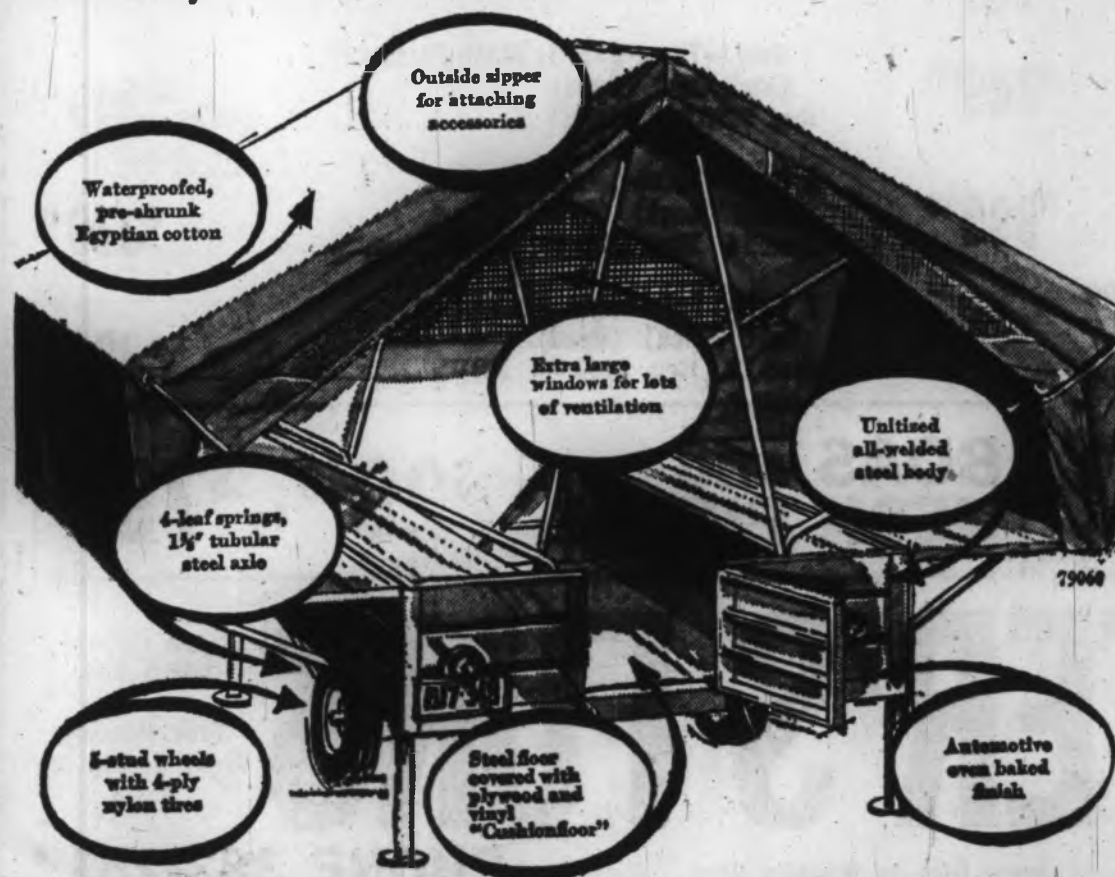 Outside zipper
for attaching
accessories
Waterproofed,
pre-shrunk
Egyptian cotton
Extra large
windows for lots
of ventilation
Unitized
all-welded
steel body
4-leaf springs,
tubular
steel axle
79060
5-stud wheels
with 4-ply
nylon tires
Steel floor
covered with
plywood and
vinyl
"Cushionfloor"
Automotive
oven baked
finish